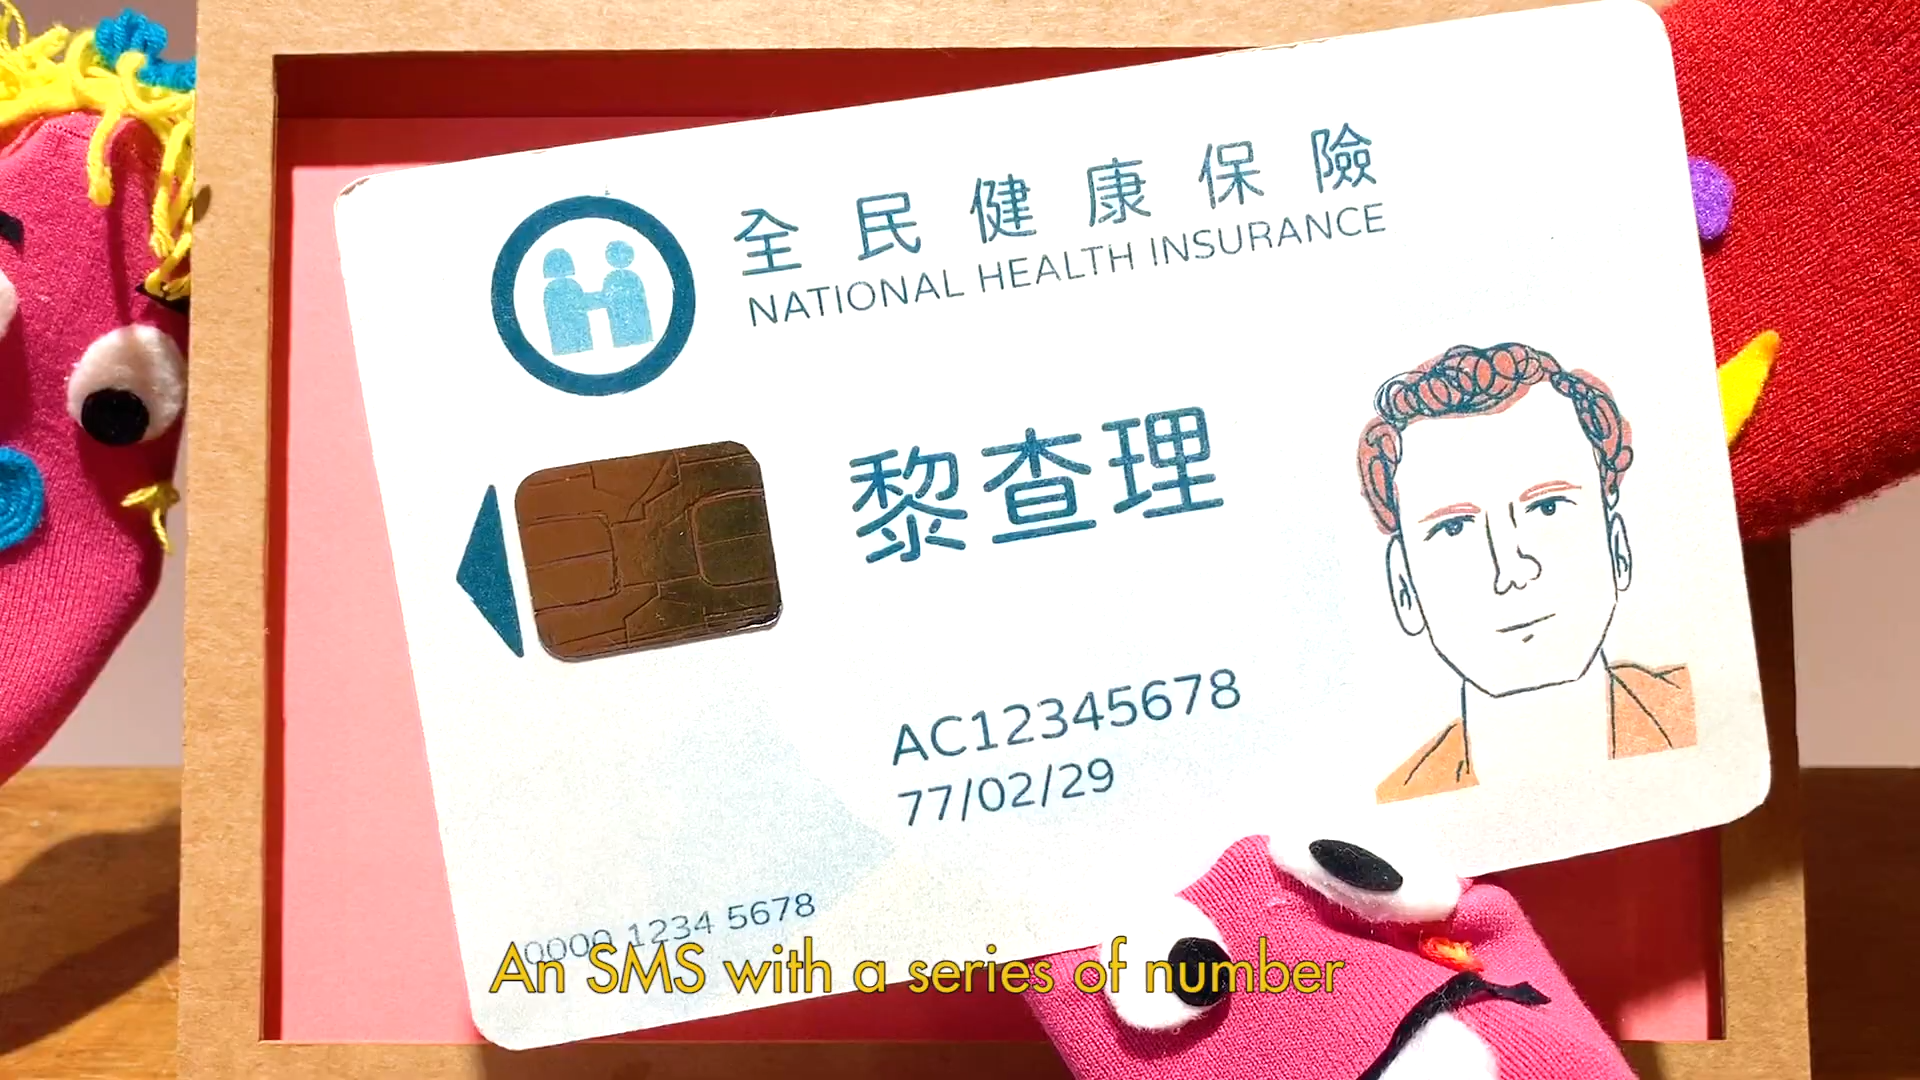 全民健康保險
NATIONAL HEALTH INSURANCE
黎查理
AC12345678
77/02/29
0000 1234 5678
An SMS with a series of number